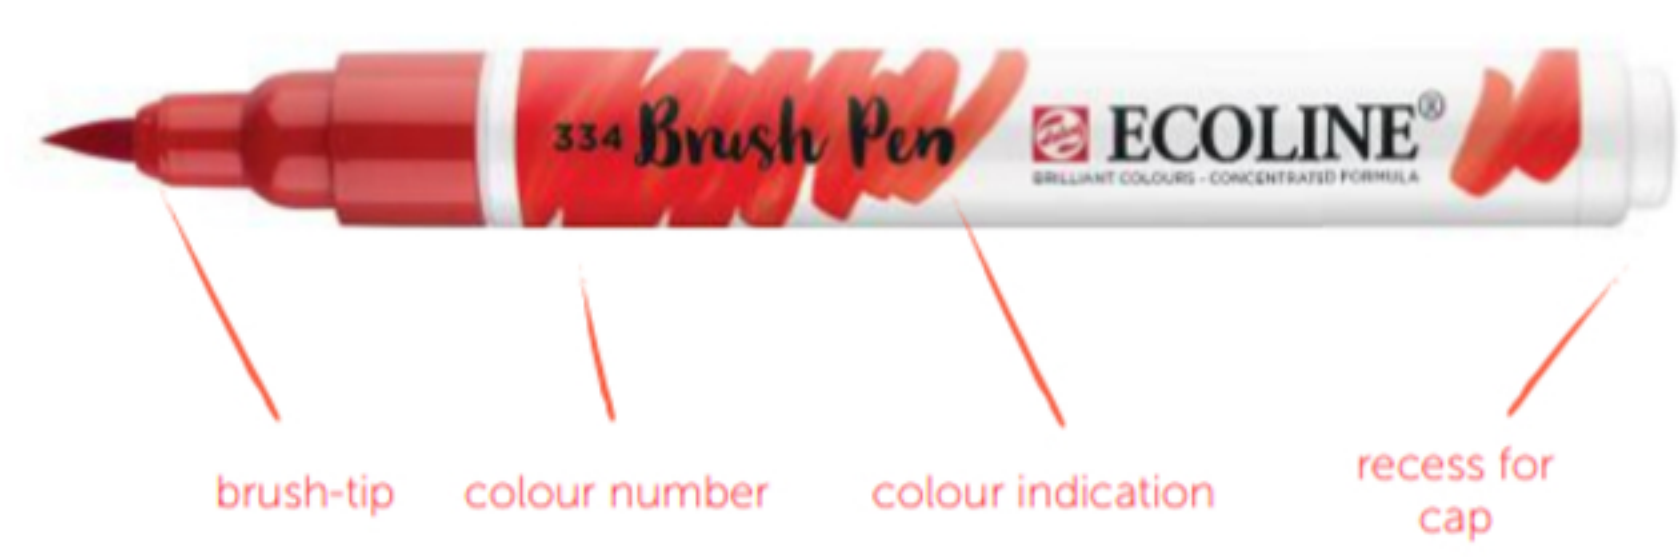 334 Brush Pen
ECOLINE®
BRILLIANT COLOURS - CONCENTRATED FORMULA
brush-tip
colour number
colour indication
recess for
cap